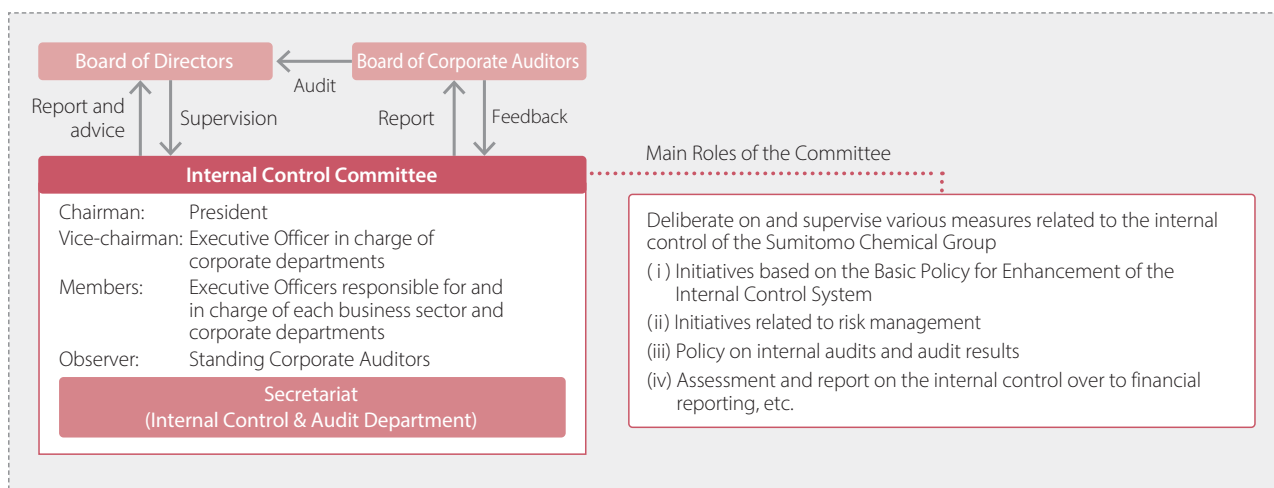 Board of Directors
Board of Corporate Auditors
Audit
Report and
advice
Supervision
Report
Feedback
Internal Control Committee
Chairman: President
Vice-chairman: Executive Officer in charge of
corporate departments
Members: Executive Officers responsible for and
in charge of each business sector and
corporate departments
Observer: Standing Corporate Auditors
Secretariat
(Internal Control & Audit Department)
Main Roles of the Committee
Deliberate on and supervise various measures related to the internal
control of the Sumitomo Chemical Group
(i) Initiatives based on the Basic Policy for Enhancement of the
Internal Control System
(ii) Initiatives related to risk management
(iii) Policy on internal audits and audit results
(iv) Assessment and report on the internal control over to financial
reporting, etc.